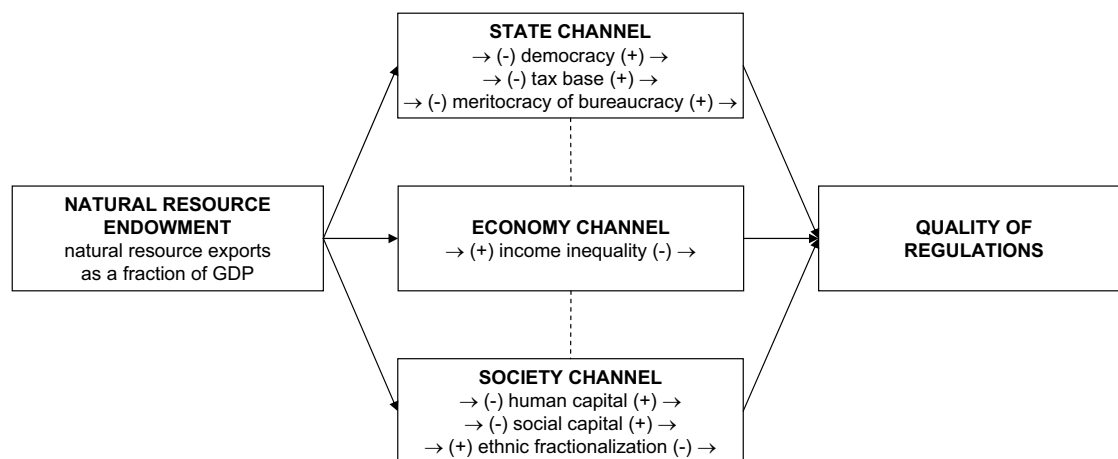 STATE CHANNEL
→ (-) democracy (+) →
→ (-) tax base (+) →
→ (-) meritocracy of bureaucracy (+) →
NATURAL RESOURCE
ENDOWMENT
natural resource exports
as a fraction of GDP
ECONOMY CHANNEL
→ (+) income inequality (-) →
QUALITY OF
REGULATIONS
SOCIETY CHANNEL
→ (-) human capital (+) →
→ (-) social capital (+) →
→ (+) ethnic fractionalization (-) →